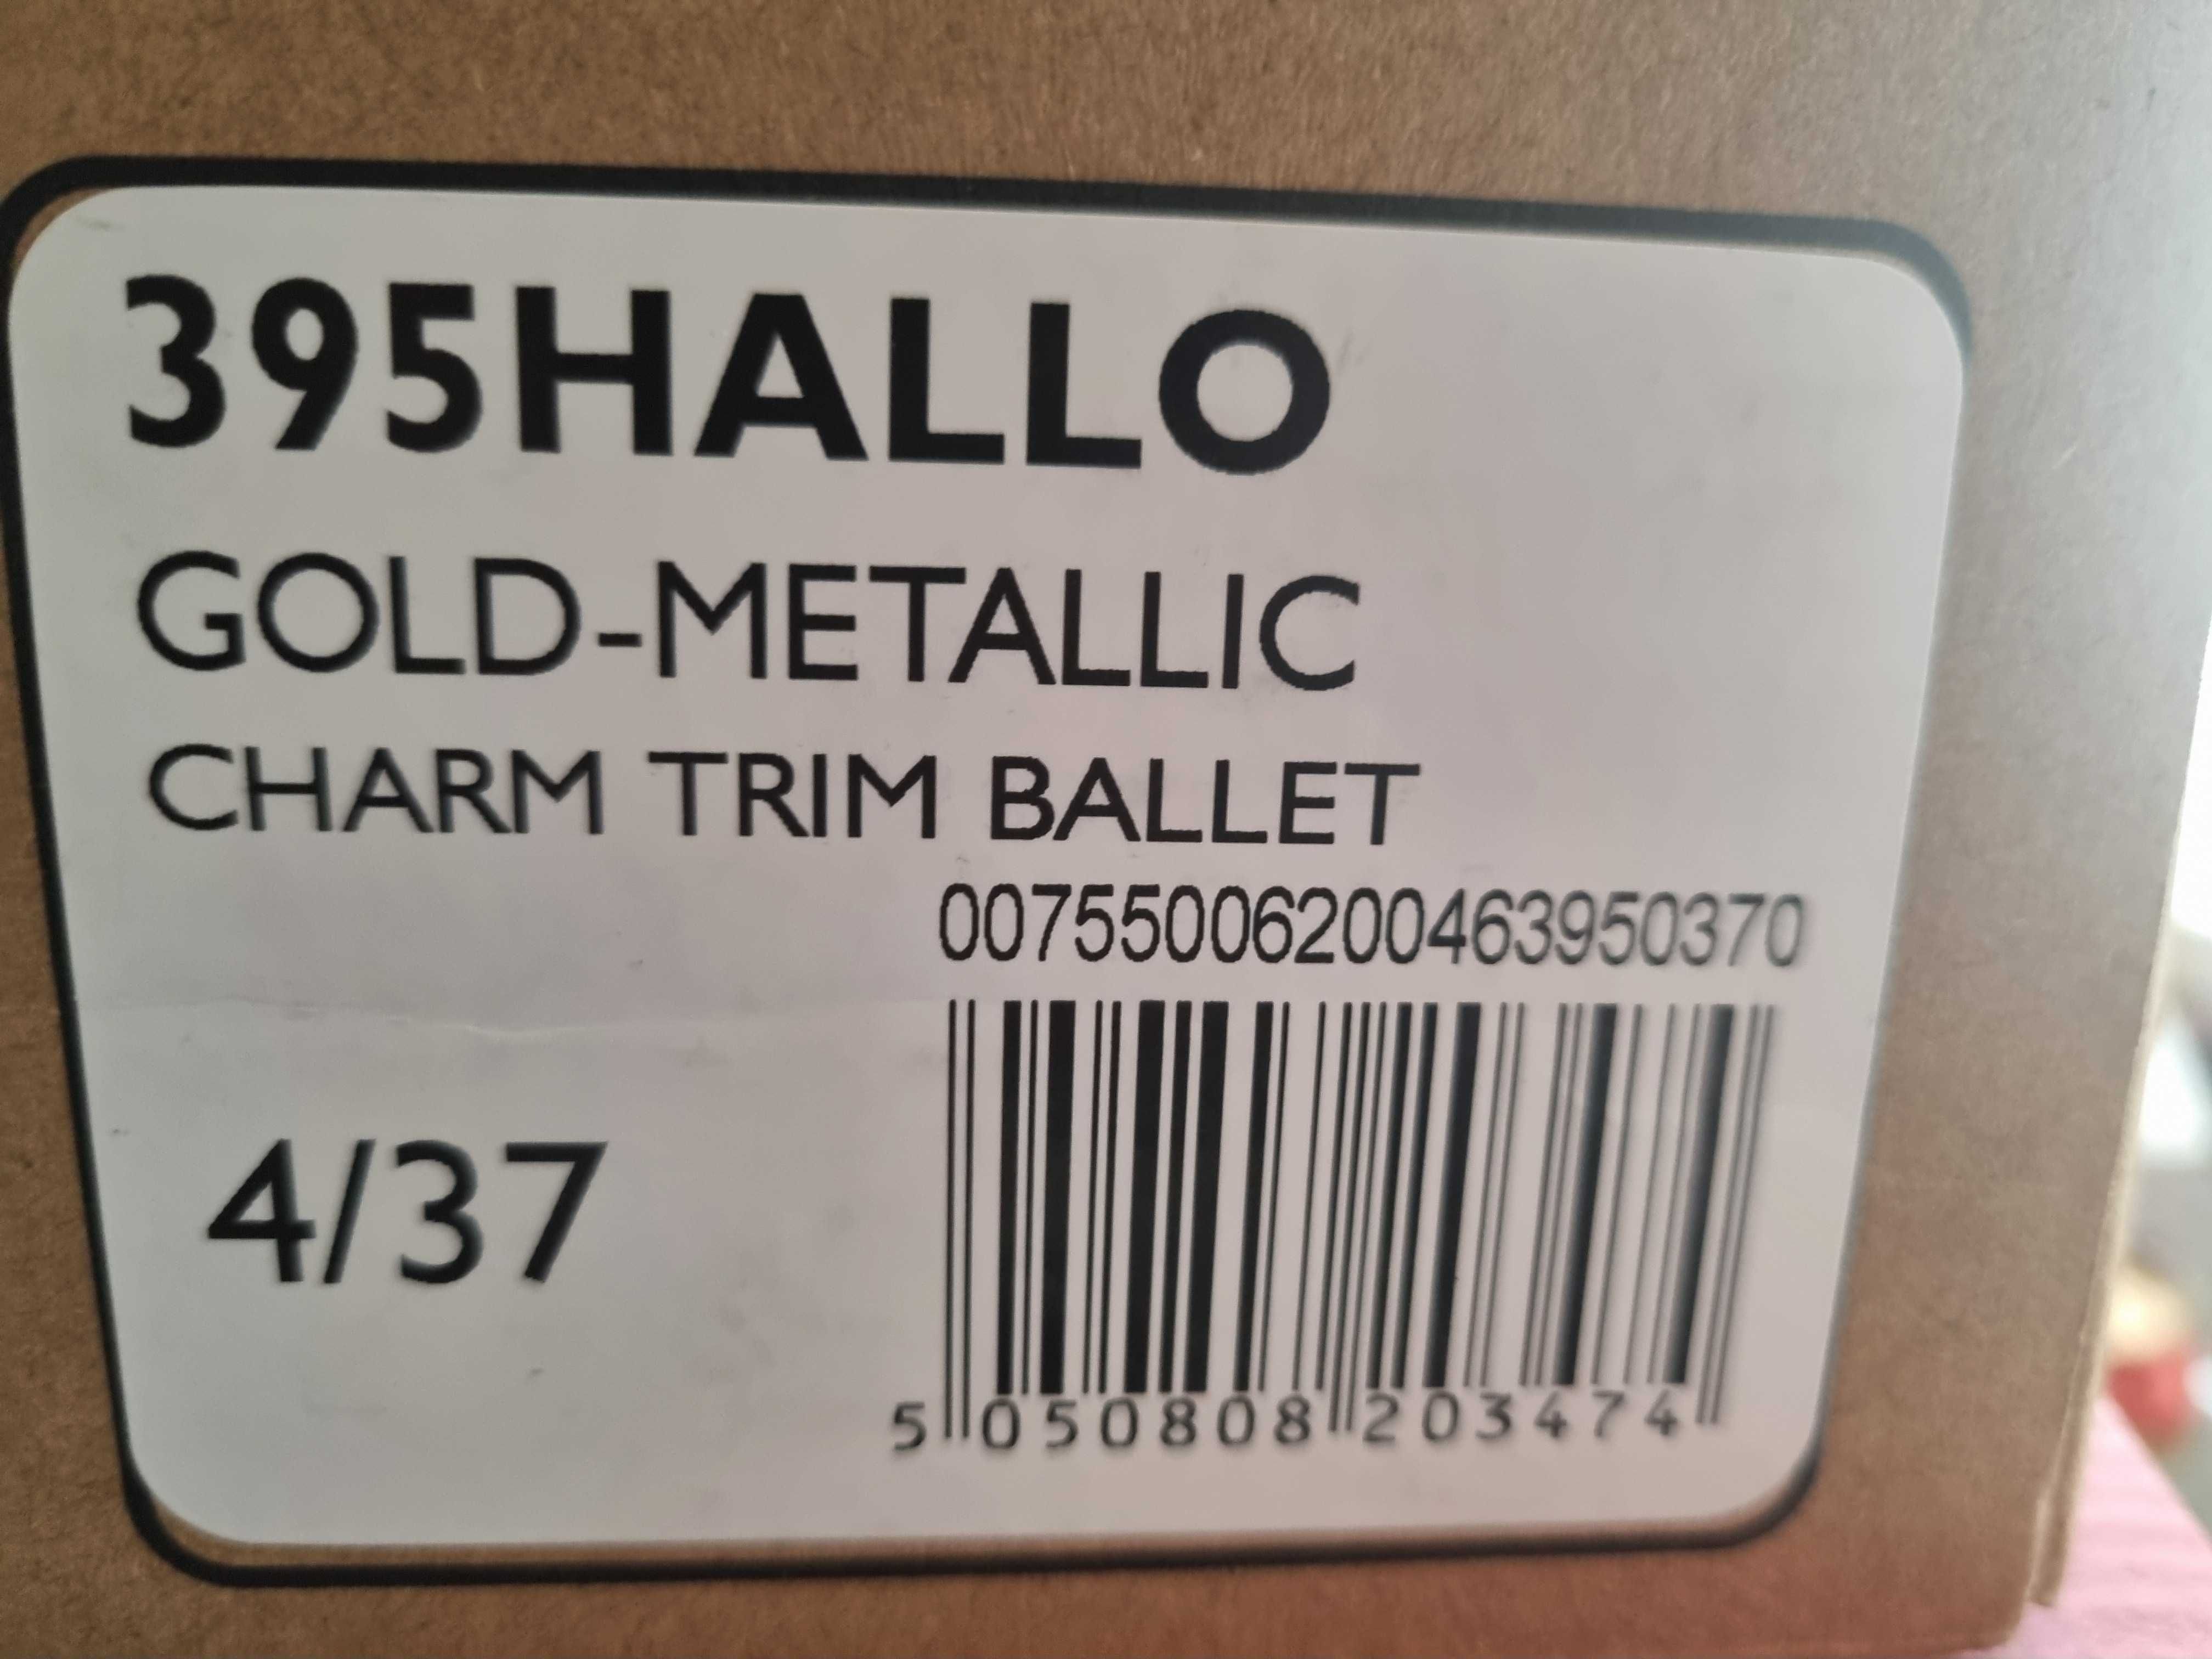 395HALLO
GOLD-METALLIC
CHARM TRIM BALLET
00755006200463950370
4/37
5 050808 203474